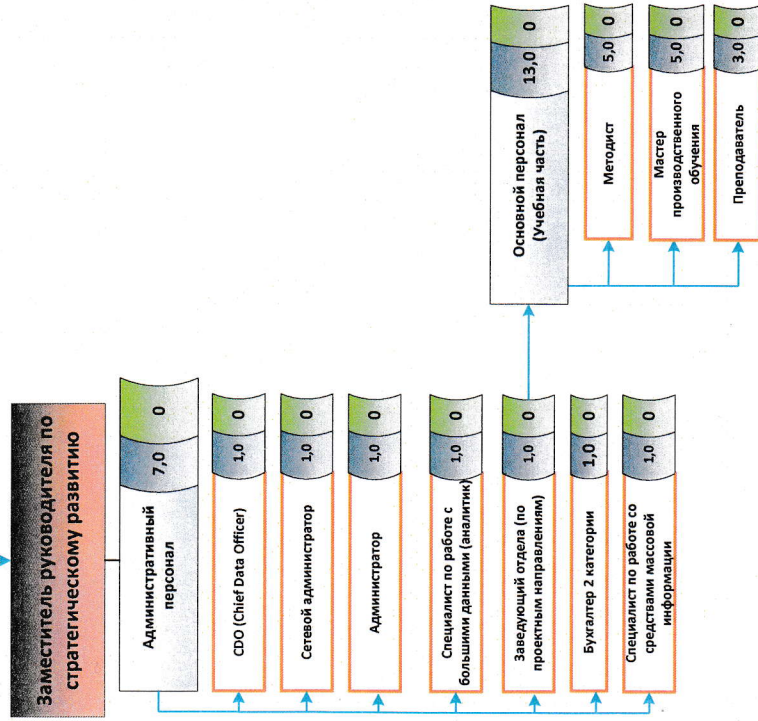 Заместитель руководителя по
стратегическому развитию
Административный
персонал
7,0
0
CDO (Chief Data Officer)
1,0
0
Сетевой администратор
1,0
0
Администратор
1,0
0
Специалист по работе с
большими данными (аналитик)
1,0
0
Заведующий отдела (по
проектным направлениям)
1,0
0
Бухгалтер 2 категории
1,0
0
Специалист по работе со
средствами массовой
информации
1,0
0
Основной персонал
(Учебная часть)
13,0
0
Методист
5,0
0
Мастер
производственного
обучения
5,0
0
Преподаватель
3,0
0